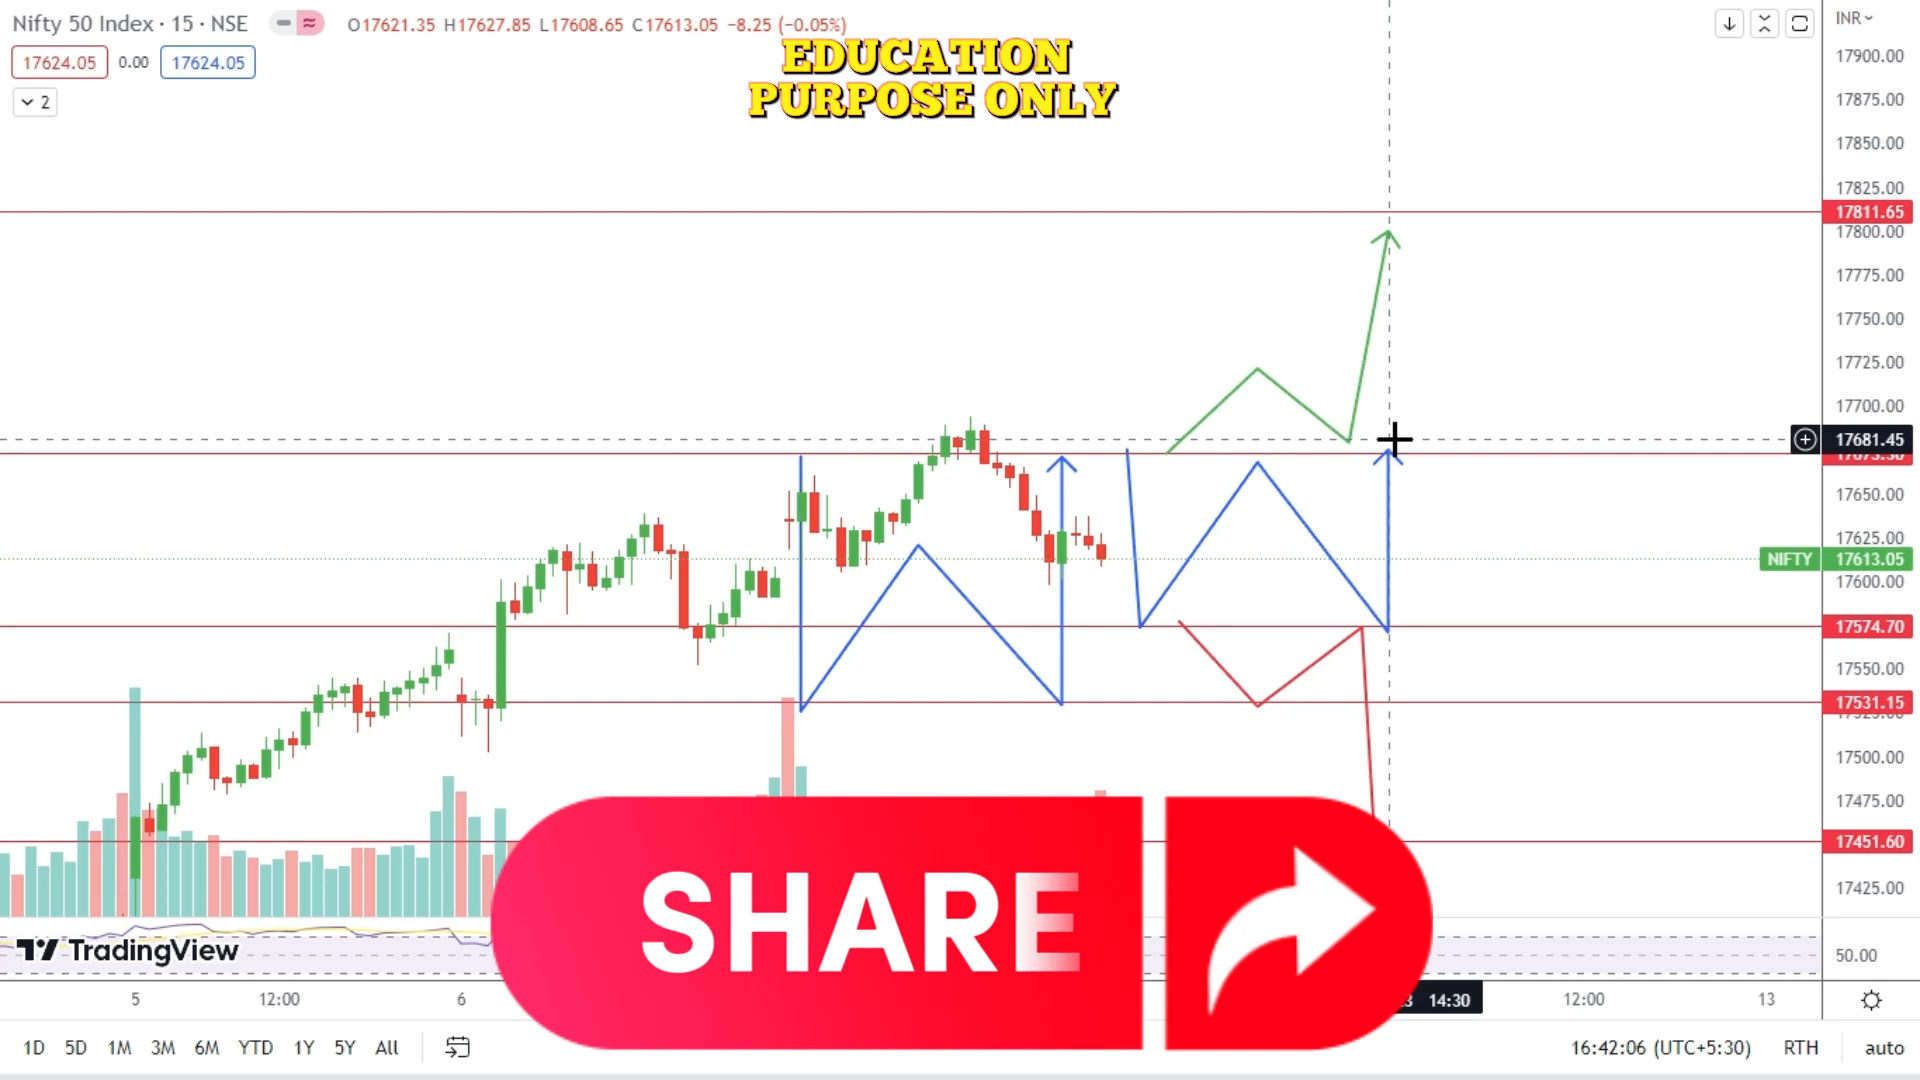 Nifty 50 Index · 15 · NSE
O17621.35 H17627.85 L17608.65 C17613.05 −8.25 (−0.05%)
INR
17624.05 0.00 17624.05
2
EDUCATION
PURPOSE ONLY
17900.00
17875.00
17850.00
17825.00
17811.65
17800.00
17775.00
17750.00
17725.00
17700.00
17681.45
17650.00
17625.00
NIFTY 17613.05
17600.00
17574.70
17550.00
17531.15
17500.00
17475.00
17451.60
17425.00
50.00
SHARE
TradingView
5 12:00 6 14:30 12:00 13
1D 5D 1M 3M 6M YTD 1Y 5Y All
16:42:06 (UTC+5:30) RTH auto